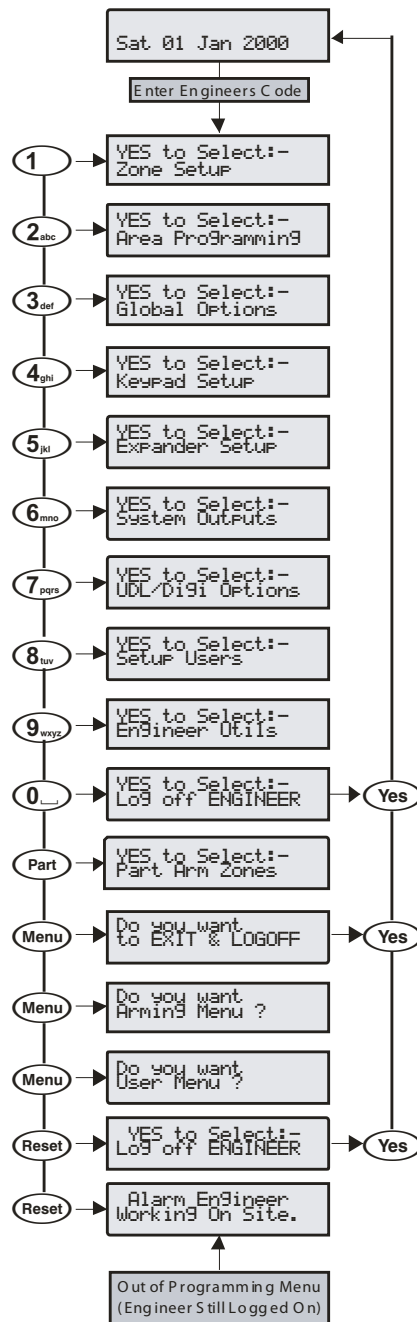 Sat 01 Jan 2000
Enter Engineers Code
1
YES to Select:-
Zone Setup
2abc
YES to Select:-
Area Programming
3def
YES to Select:-
Global Options
4ghi
YES to Select:-
Keypad Setup
5jkl
YES to Select:-
Expander Setup
6mno
YES to Select:-
System Outputs
7pqrs
YES to Select:-
UDL/Digi Options
8tuv
YES to Select:-
Setup Users
9wxyz
YES to Select:-
Engineer Utils
0
YES to Select:-
Log off ENGINEER
Yes
Part
YES to Select:-
Part Arm Zones
Menu
Do you want
to EXIT & LOGOFF
Yes
Menu
Do you want
Arming Menu ?
Menu
Do you want
User Menu ?
Reset
YES to Select:-
Log off ENGINEER
Yes
Reset
Alarm Engineer
Working On Site.
Out of Programming Menu
(Engineer Still Logged On)